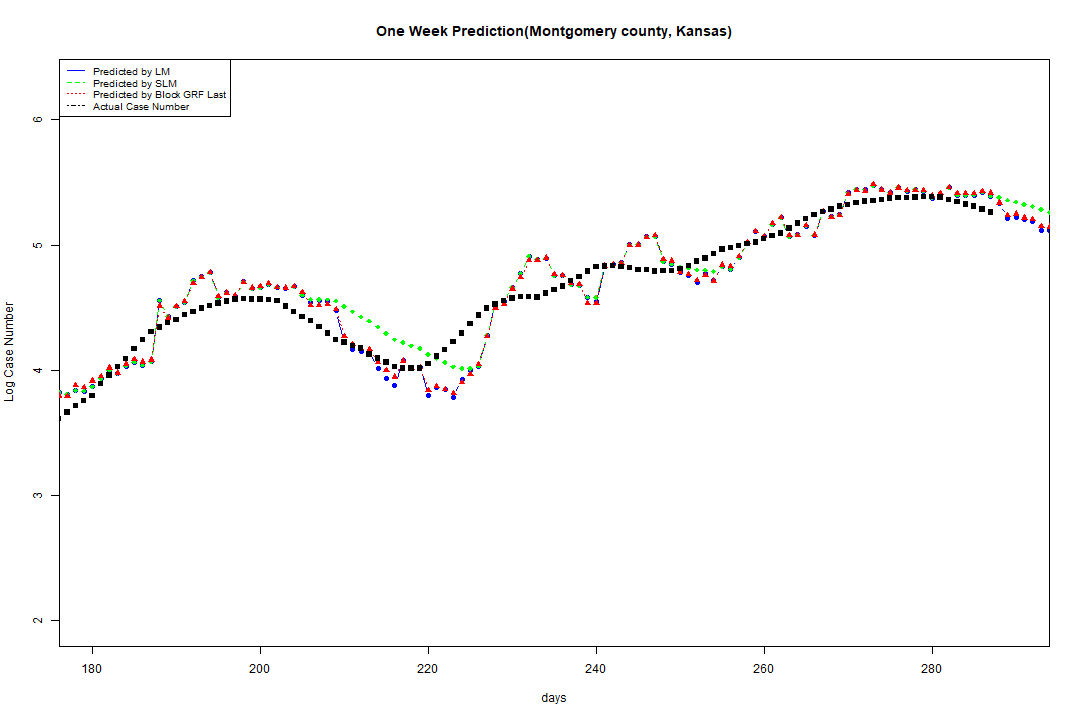 One Week Prediction(Montgomery county, Kansas)
Predicted by LM
Predicted by SLM
Predicted by Block GRF Last
Actual Case Number
6
5
4
3
2
Log Case Number
180 200 220 240 260 280
days